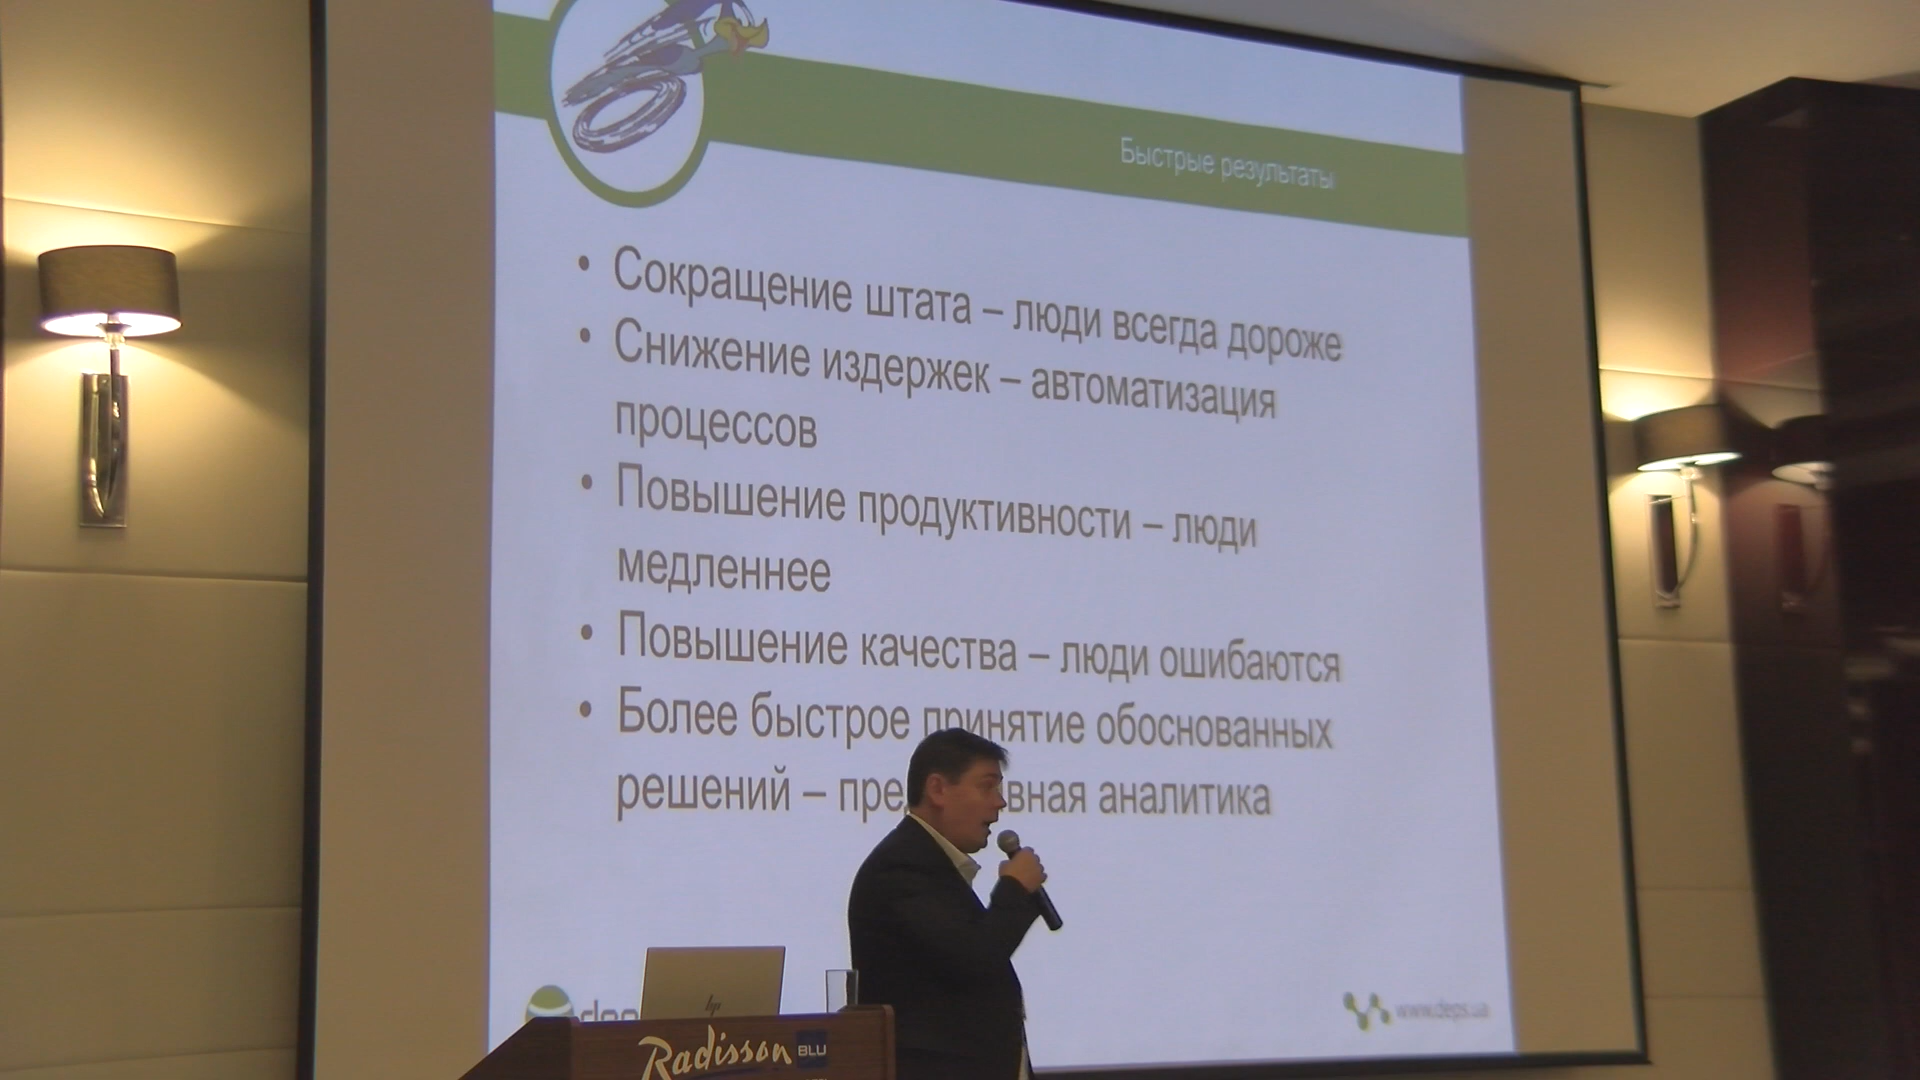 Быстрые результаты
• Сокращение штата – люди всегда дороже
• Снижение издержек – автоматизация
процессов
• Повышение продуктивности – люди
медленнее
• Повышение качества – люди ошибаются
• Более быстрое принятие обоснованных
решений – аналитика
www.deps.ua
hp
Radisson BLU